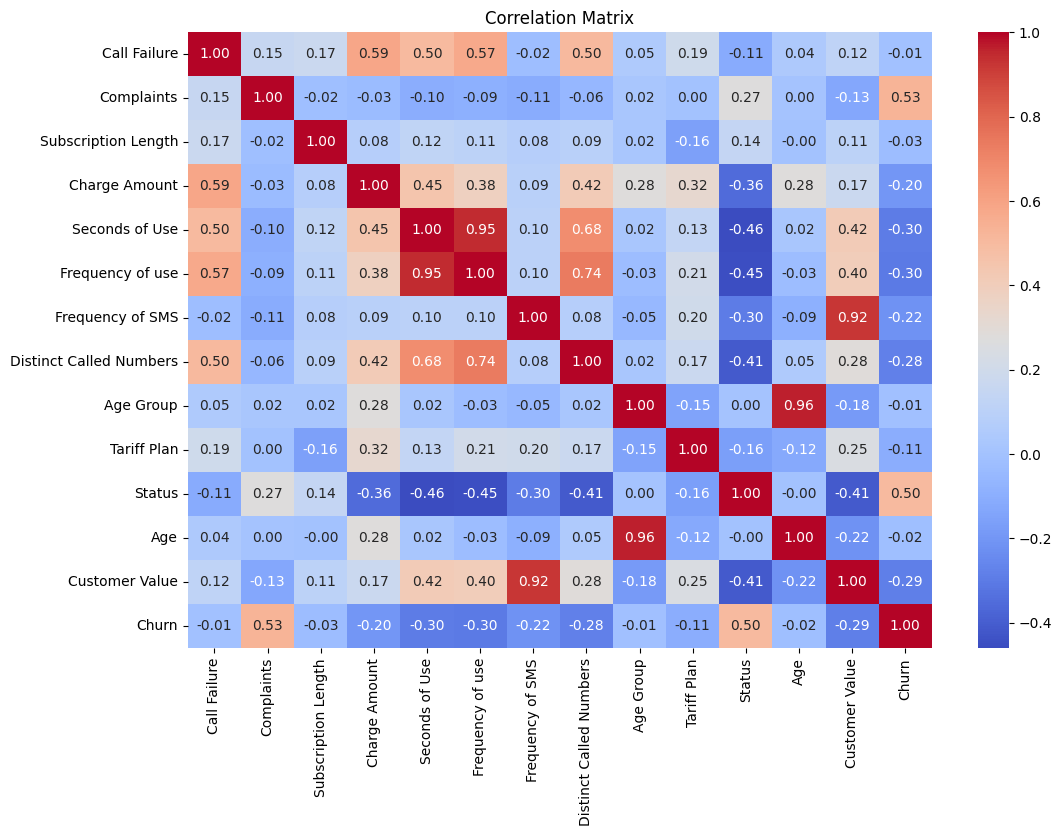 Correlation Matrix
Call Failure 1.00 0.15 0.17 0.59 0.50 0.57 -0.02 0.50 0.05 0.19 -0.11 0.04 0.12 -0.01
Complaints 0.15 1.00 -0.02 -0.03 -0.10 -0.09 -0.11 -0.06 0.02 0.00 0.27 0.00 -0.13 0.53
Subscription Length 0.17 -0.02 1.00 0.08 0.12 0.11 0.08 0.09 0.02 -0.16 0.14 -0.00 0.11 -0.03
Charge Amount 0.59 -0.03 0.08 1.00 0.45 0.38 0.09 0.42 0.28 0.32 -0.36 0.28 0.17 -0.20
Seconds of Use 0.50 -0.10 0.12 0.45 1.00 0.95 0.10 0.68 0.02 0.13 -0.46 0.02 0.42 -0.30
Frequency of use 0.57 -0.09 0.11 0.38 0.95 1.00 0.10 0.74 -0.03 0.21 -0.45 -0.03 0.40 -0.30
Frequency of SMS -0.02 -0.11 0.08 0.09 0.10 0.10 1.00 0.08 -0.05 0.20 -0.30 -0.09 0.92 -0.22
Distinct Called Numbers 0.50 -0.06 0.09 0.42 0.68 0.74 0.08 1.00 0.02 0.17 -0.41 0.05 0.28 -0.28
Age Group 0.05 0.02 0.02 0.28 0.02 -0.03 -0.05 0.02 1.00 -0.15 0.00 0.96 -0.18 -0.01
Tariff Plan 0.19 0.00 -0.16 0.32 0.13 0.21 0.20 0.17 -0.15 1.00 -0.16 -0.12 0.25 -0.11
Status -0.11 0.27 0.14 -0.36 -0.46 -0.45 -0.30 -0.41 0.00 -0.16 1.00 -0.00 -0.41 0.50
Age 0.04 0.00 -0.00 0.28 0.02 -0.03 -0.09 0.05 0.96 -0.12 -0.00 1.00 -0.22 -0.02
Customer Value 0.12 -0.13 0.11 0.17 0.42 0.40 0.92 0.28 -0.18 0.25 -0.41 -0.22 1.00 -0.29
Churn -0.01 0.53 -0.03 -0.20 -0.30 -0.30 -0.22 -0.28 -0.01 -0.11 0.50 -0.02 -0.29 1.00
Call Failure
Complaints
Subscription Length
Charge Amount
Seconds of Use
Frequency of use
Frequency of SMS
Distinct Called Numbers
Age Group
Tariff Plan
Status
Age
Customer Value
Churn
1.0
0.8
0.6
0.4
0.2
0.0
−0.2
−0.4